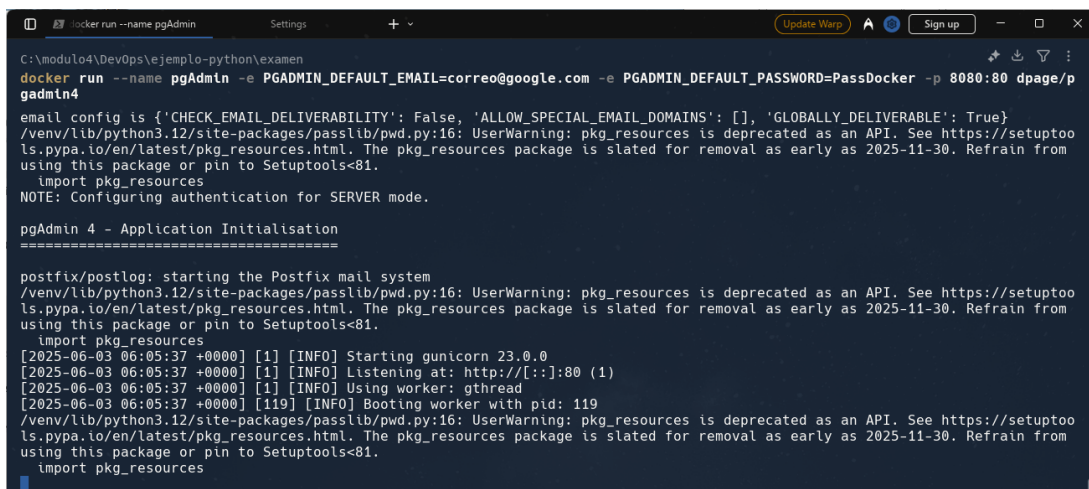 locker run --name pgAdmin
Settings
Update Warp
Sign up
C:\modulo4\DevOps\ejemplo-python\examen
docker run --name pgAdmin -e PGADMIN_DEFAULT_EMAIL=correo@google.com -e PGADMIN_DEFAULT_PASSWORD=PassDocker -p 8080:80 dpage/p
gadmin4
email config is {'CHECK_EMAIL_DELIVERABILITY': False, 'ALLOW_SPECIAL_EMAIL_DOMAINS': [], 'GLOBALLY_DELIVERABLE': True}
/venv/lib/python3.12/site-packages/passlib/pwd.py:16: UserWarning: pkg_resources is deprecated as an API. See https://setuptoo
ls.pypa.io/en/latest/pkg_resources.html. The pkg_resources package is slated for removal as early as 2025-11-30. Refrain from
using this package or pin to Setuptools<81.
  import pkg_resources
NOTE: Configuring authentication for SERVER mode.
pgAdmin 4 - Application Initialisation
======================================
postfix/postlog: starting the Postfix mail system
/venv/lib/python3.12/site-packages/passlib/pwd.py:16: UserWarning: pkg_resources is deprecated as an API. See https://setuptoo
ls.pypa.io/en/latest/pkg_resources.html. The pkg_resources package is slated for removal as early as 2025-11-30. Refrain from
using this package or pin to Setuptools<81.
  import pkg_resources
[2025-06-03 06:05:37 +0000] [1] [INFO] Starting gunicorn 23.0.0
[2025-06-03 06:05:37 +0000] [1] [INFO] Listening at: http://[::]:80 (1)
[2025-06-03 06:05:37 +0000] [1] [INFO] Using worker: gthread
[2025-06-03 06:05:37 +0000] [119] [INFO] Booting worker with pid: 119
/venv/lib/python3.12/site-packages/passlib/pwd.py:16: UserWarning: pkg_resources is deprecated as an API. See https://setuptoo
ls.pypa.io/en/latest/pkg_resources.html. The pkg_resources package is slated for removal as early as 2025-11-30. Refrain from
using this package or pin to Setuptools<81.
  import pkg_resources